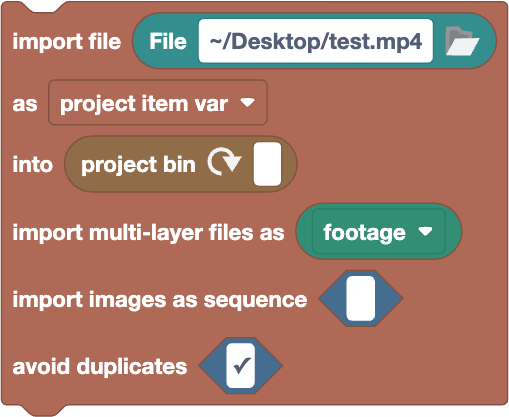 import file File ~/Desktop/test.mp4
as project item var
into project bin
import multi-layer files as footage
import images as sequence
avoid duplicates ✓